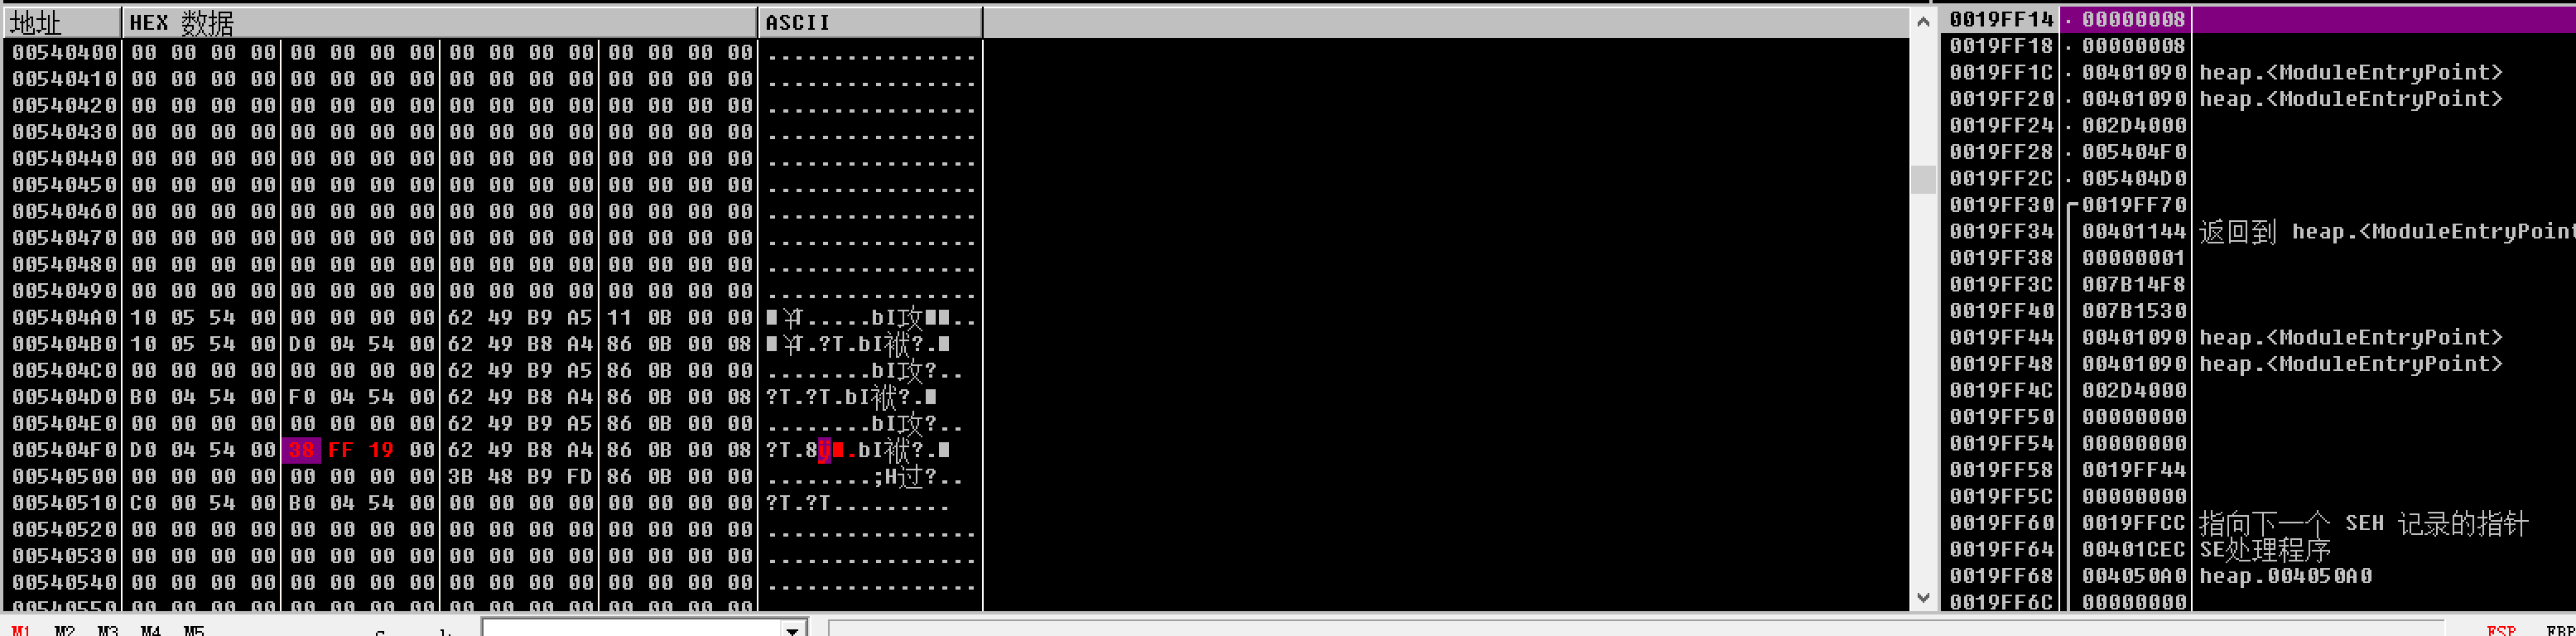 地址 HEX 数据 ASCII
00540400 00 00 00 00 00 00 00 00 00 00 00 00 00 00 00 00 ................
00540410 00 00 00 00 00 00 00 00 00 00 00 00 00 00 00 00 ................
00540420 00 00 00 00 00 00 00 00 00 00 00 00 00 00 00 00 ................
00540430 00 00 00 00 00 00 00 00 00 00 00 00 00 00 00 00 ................
00540440 00 00 00 00 00 00 00 00 00 00 00 00 00 00 00 00 ................
00540450 00 00 00 00 00 00 00 00 00 00 00 00 00 00 00 00 ................
00540460 00 00 00 00 00 00 00 00 00 00 00 00 00 00 00 00 ................
00540470 00 00 00 00 00 00 00 00 00 00 00 00 00 00 00 00 ................
00540480 00 00 00 00 00 00 00 00 00 00 00 00 00 00 00 00 ................
00540490 00 00 00 00 00 00 00 00 00 00 00 00 00 00 00 00 ................
005404A0 10 05 54 00 00 00 00 00 62 49 B9 A5 11 0B 00 00 T......bI攻..
005404B0 10 05 54 00 D0 04 54 00 62 49 B8 A4 86 0B 00 08 T.?T.bI袱?.
005404C0 00 00 00 00 00 00 00 00 62 49 B9 A5 86 0B 00 00 ........bI攻?..
005404D0 B0 04 54 00 F0 04 54 00 62 49 B8 A4 86 0B 00 08 ?T.?T.bI袱?.
005404E0 00 00 00 00 00 00 00 00 62 49 B9 A5 86 0B 00 00 ........bI攻?..
005404F0 D0 04 54 00 38 FF 19 00 62 49 B8 A4 86 0B 00 08 ?T.8ÿ.bI袱?.
00540500 00 00 00 00 00 00 00 00 3B 48 B9 FD 86 0B 00 00 ........;H过?..
00540510 C0 00 54 00 B0 04 54 00 00 00 00 00 00 00 00 00 ?T.?T.........
00540520 00 00 00 00 00 00 00 00 00 00 00 00 00 00 00 00 ................
00540530 00 00 00 00 00 00 00 00 00 00 00 00 00 00 00 00 ................
00540540 00 00 00 00 00 00 00 00 00 00 00 00 00 00 00 00 ................
00540550 00 00 00 00 00 00 00 00 00 00 00 00 00 00 00 00
0019FF14 . 00000008
0019FF18 . 00000008
0019FF1C . 00401090 heap.<ModuleEntryPoint>
0019FF20 . 00401090 heap.<ModuleEntryPoint>
0019FF24 . 002D4000
0019FF28 . 005404F0
0019FF2C . 005404D0
0019FF30 0019FF70
0019FF34 00401144 返回到 heap.<ModuleEntryPoint
0019FF38 00000001
0019FF3C 007B14F8
0019FF40 007B1530
0019FF44 00401090 heap.<ModuleEntryPoint>
0019FF48 00401090 heap.<ModuleEntryPoint>
0019FF4C 002D4000
0019FF50 00000000
0019FF54 00000000
0019FF58 0019FF44
0019FF5C 00000000
0019FF60 0019FFCC 指向下一个 SEH 记录的指针
0019FF64 00401CEC SE处理程序
0019FF68 004050A0 heap.004050A0
0019FF6C 00000000
M1 M2 M3 M4 M5
ESP EBP